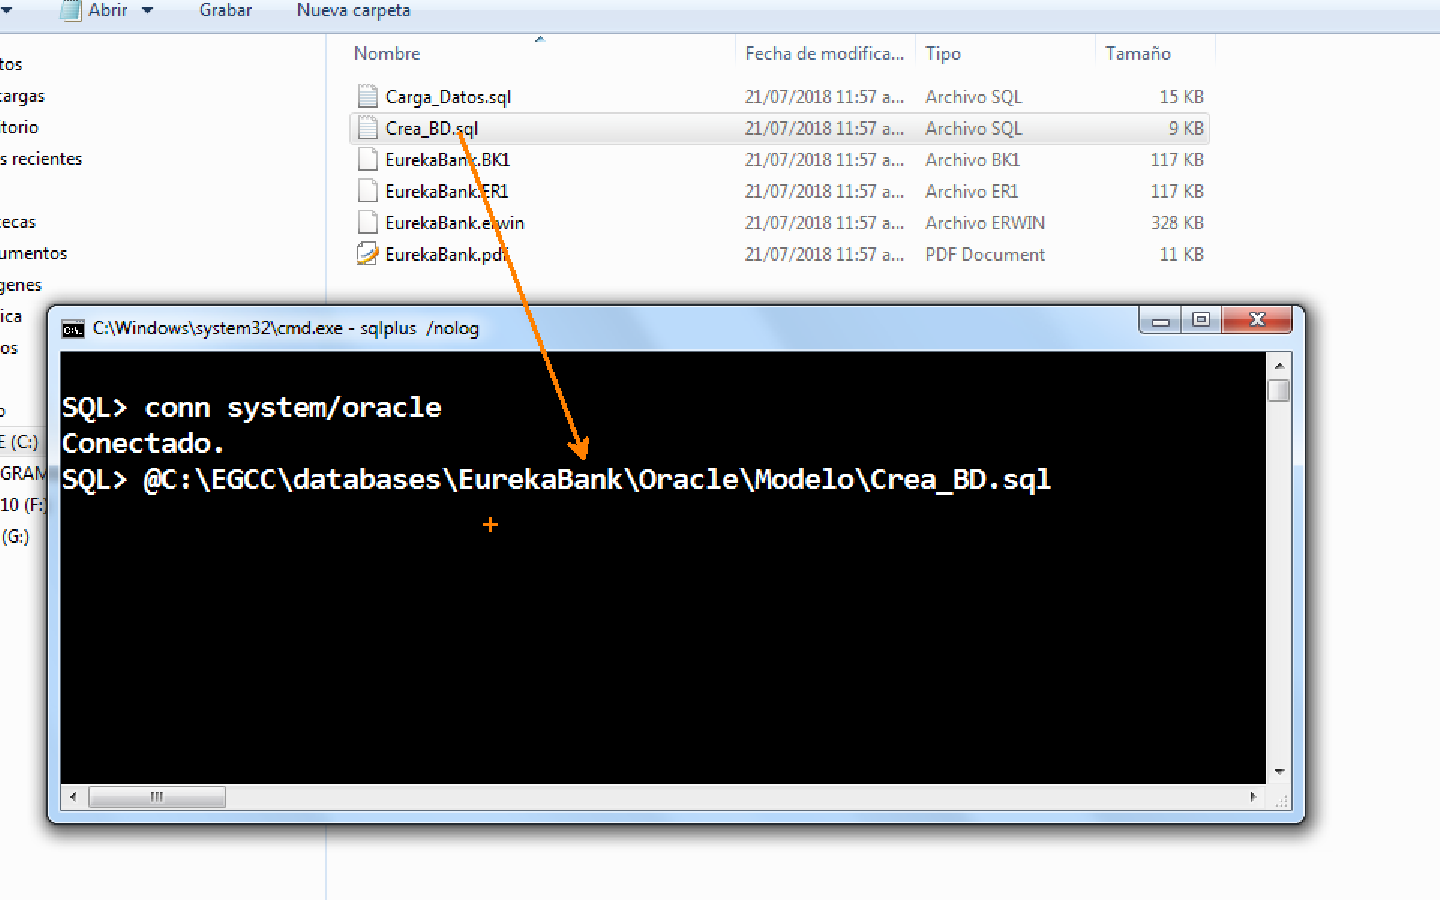 Abrir Grabar Nueva carpeta
Nombre Fecha de modifica... Tipo Tamaño
Carga_Datos.sql 21/07/2018 11:57 a... Archivo SQL 15 KB
Crea_BD.sql 21/07/2018 11:57 a... Archivo SQL 9 KB
EurekaBank.BK1 21/07/2018 11:57 a... Archivo BK1 117 KB
EurekaBank.ER1 21/07/2018 11:57 a... Archivo ER1 117 KB
EurekaBank.erwin 21/07/2018 11:57 a... Archivo ERWIN 328 KB
EurekaBank.pdf 21/07/2018 11:57 a... PDF Document 11 KB
tos
cargas
itorio
s recientes
tecas
umentos
genes
ica
os
o
E (C:)
GRAM
10 (F:)
(G:)
C:\Windows\system32\cmd.exe - sqlplus /nolog
SQL> conn system/oracle
Conectado.
SQL> @C:\EGCC\databases\EurekaBank\Oracle\Modelo\Crea_BD.sql